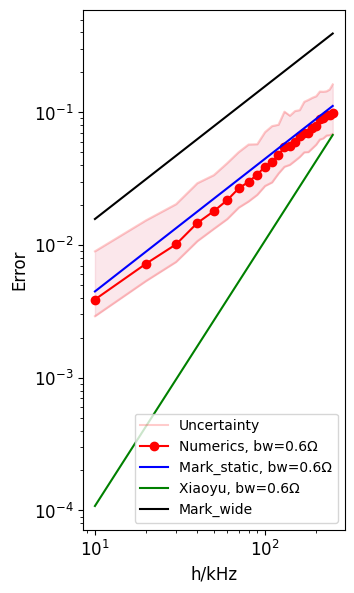 10⁻¹
10⁻²
10⁻³
10⁻⁴
Error
Uncertainty
Numerics, bw=0.6Ω
Mark_static, bw=0.6Ω
Xiaoyu, bw=0.6Ω
Mark_wide
10¹ 10²
h/kHz